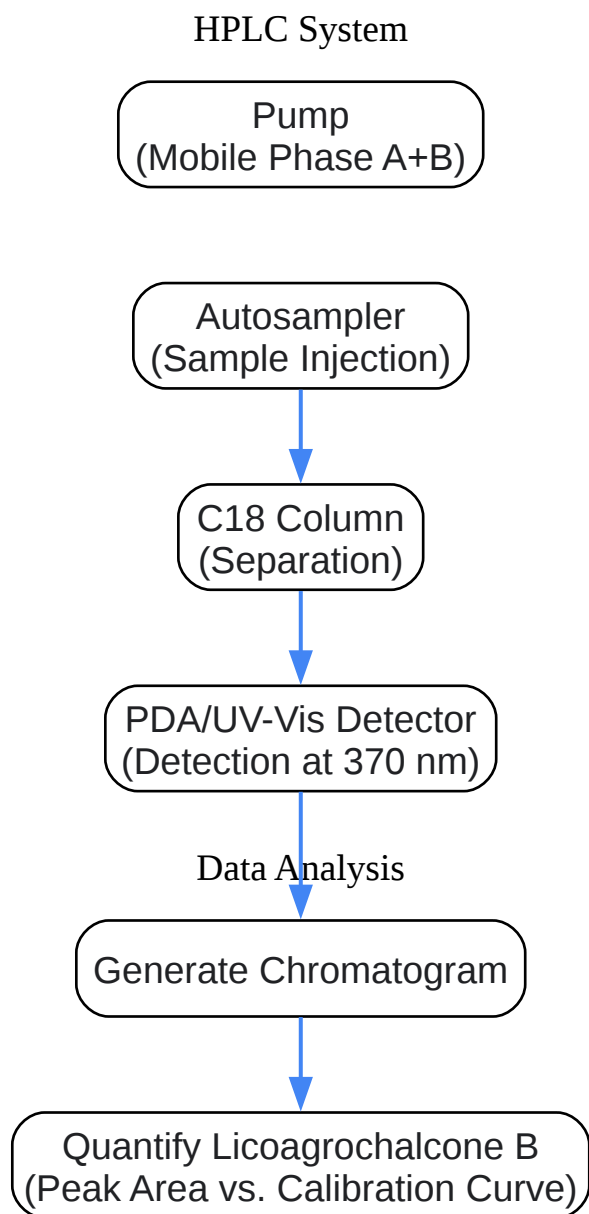 HPLC System
Pump
(Mobile Phase A+B)
Autosampler
(Sample Injection)
C18 Column
(Separation)
PDA/UV-Vis Detector
(Detection at 370 nm)
Data Analysis
Generate Chromatogram
Quantify Licoagrochalcone B
(Peak Area vs. Calibration Curve)